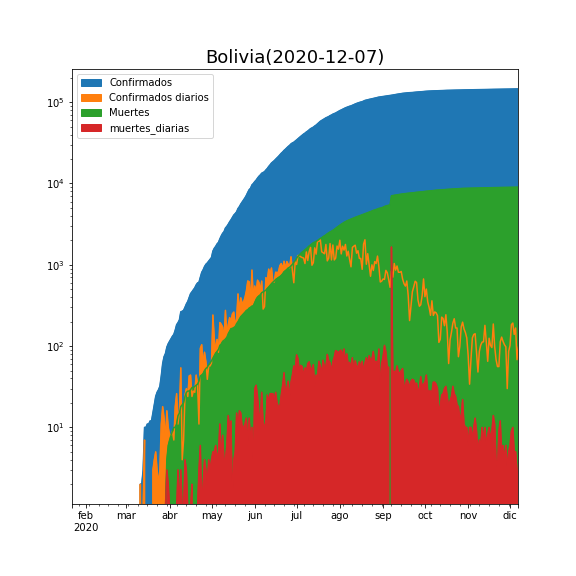 Bolivia(2020-12-07)
Confirmados
Confirmados diarios
Muertes
muertes_diarias
10⁵
10⁴
10³
10²
10¹
feb mar abr may jun jul ago sep oct nov dic
2020